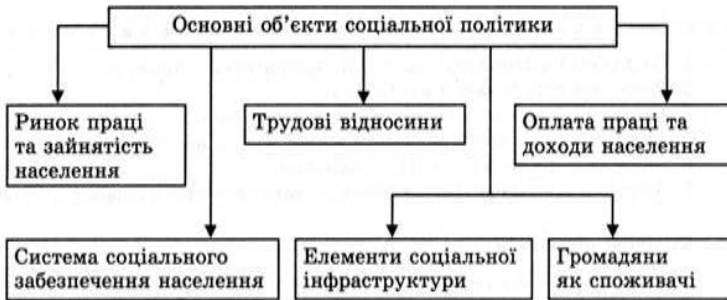 Основні об’єкти соціальної політики
Ринок праці
та зайнятість
населення
Трудові відносини
Оплата праці та
доходи населення
Система соціального
забезпечення населення
Елементи соціальної
інфраструктури
Громадяни
як споживачі